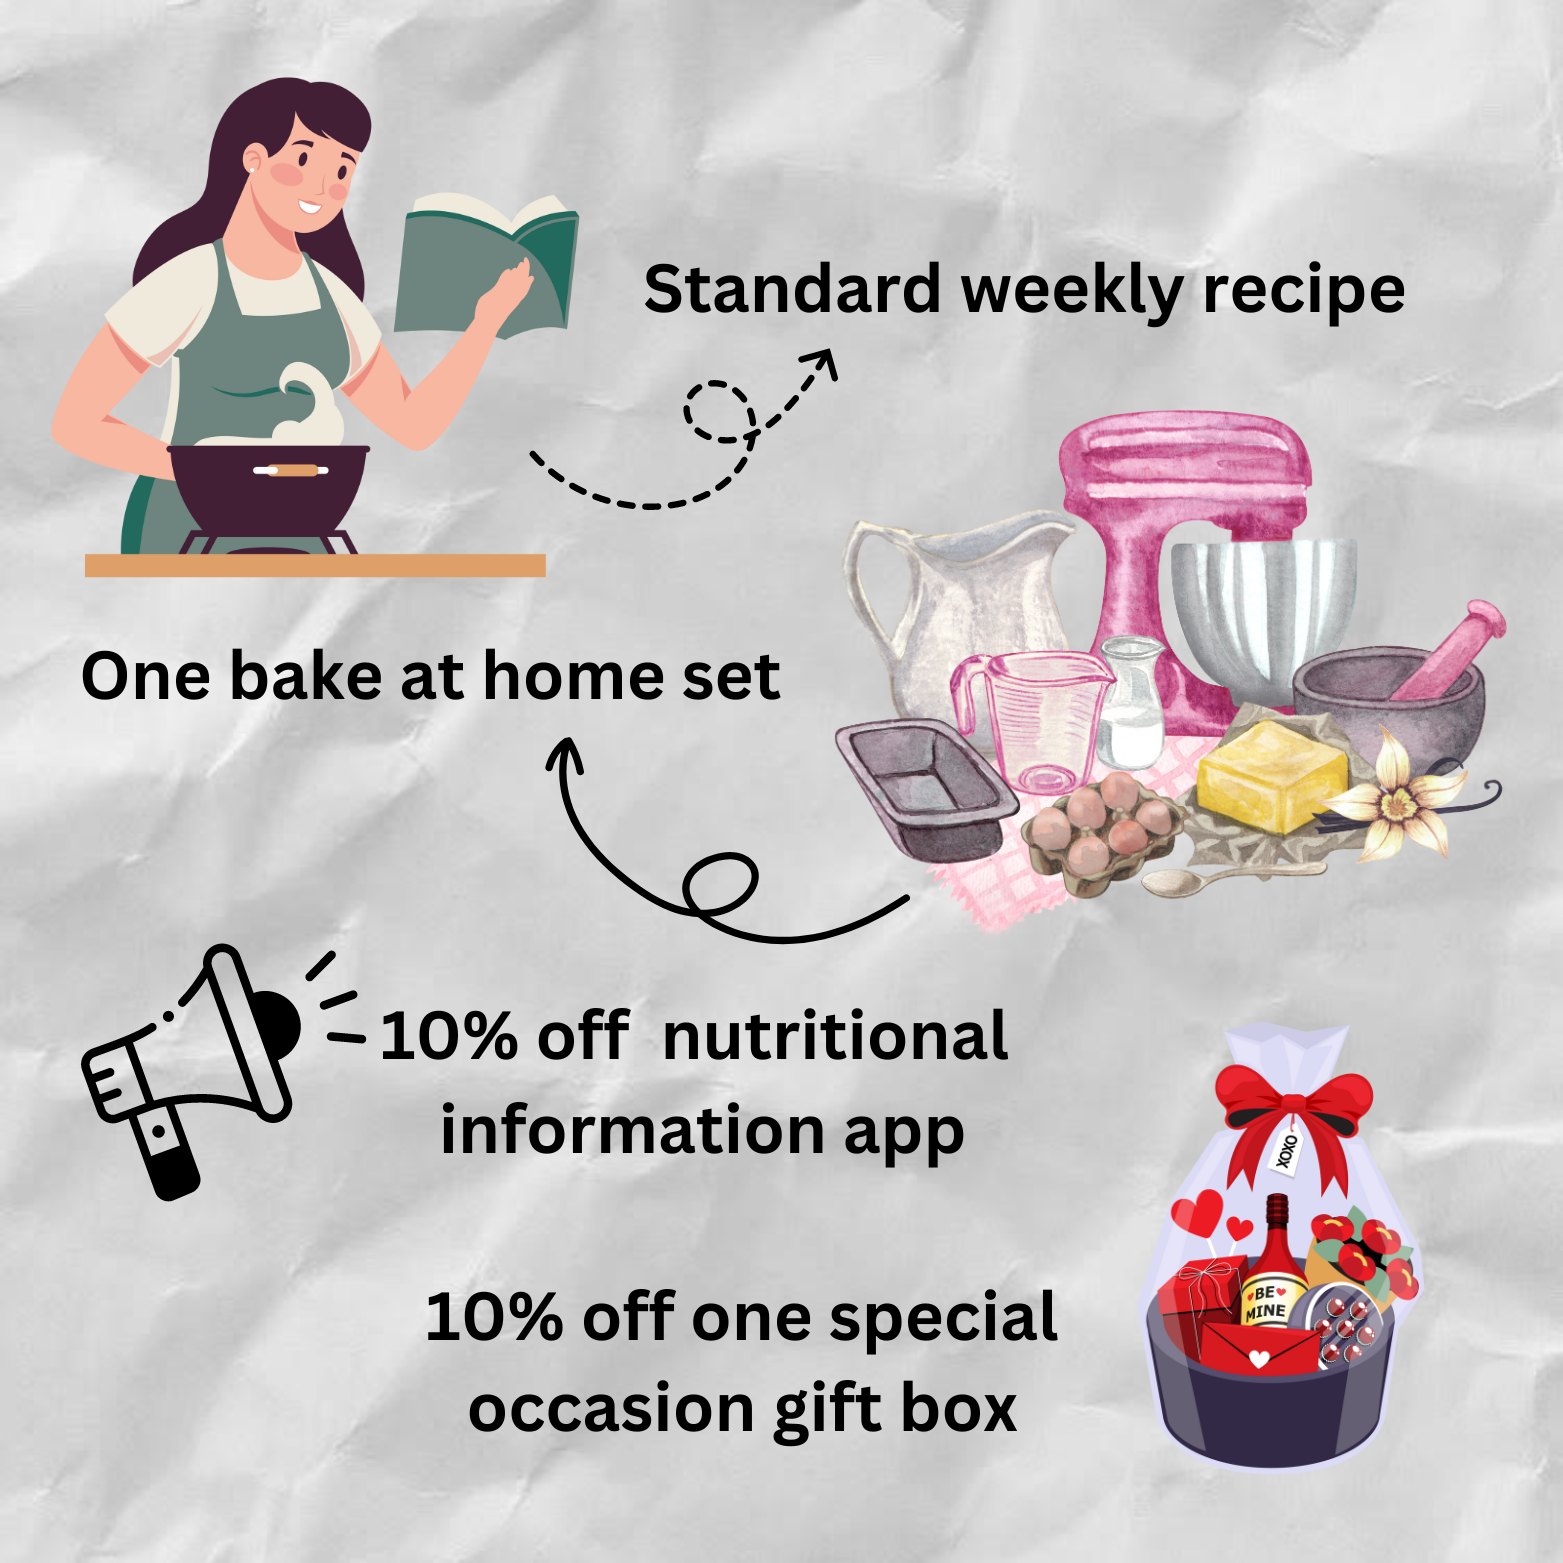 Standard weekly recipe
One bake at home set
10% off nutritional
information app
XOXO
BE
MINE
10% off one special
occasion gift box